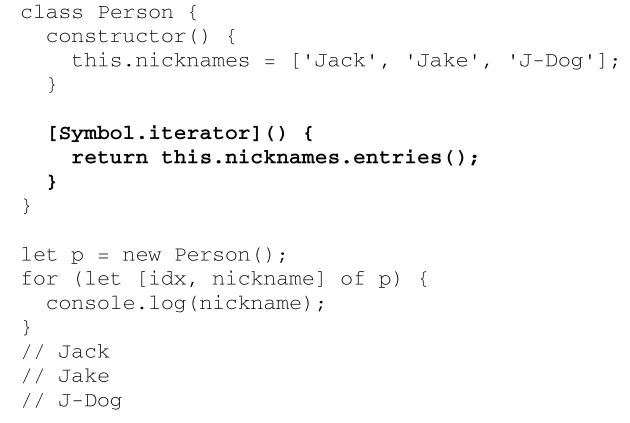 class Person {
  constructor() {
    this.nicknames = ['Jack', 'Jake', 'J-Dog'];
  }

  [Symbol.iterator]() {
    return this.nicknames.entries();
  }
}

let p = new Person();
for (let [idx, nickname] of p) {
  console.log(nickname);
}
// Jack
// Jake
// J-Dog